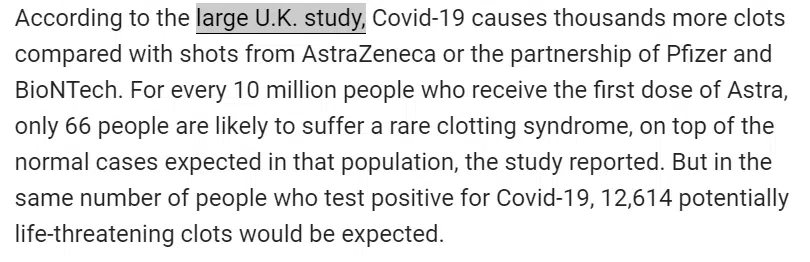 According to the large U.K. study, Covid-19 causes thousands more clots
compared with shots from AstraZeneca or the partnership of Pfizer and
BioNTech. For every 10 million people who receive the first dose of Astra,
only 66 people are likely to suffer a rare clotting syndrome, on top of the
normal cases expected in that population, the study reported. But in the
same number of people who test positive for Covid-19, 12,614 potentially
life-threatening clots would be expected.